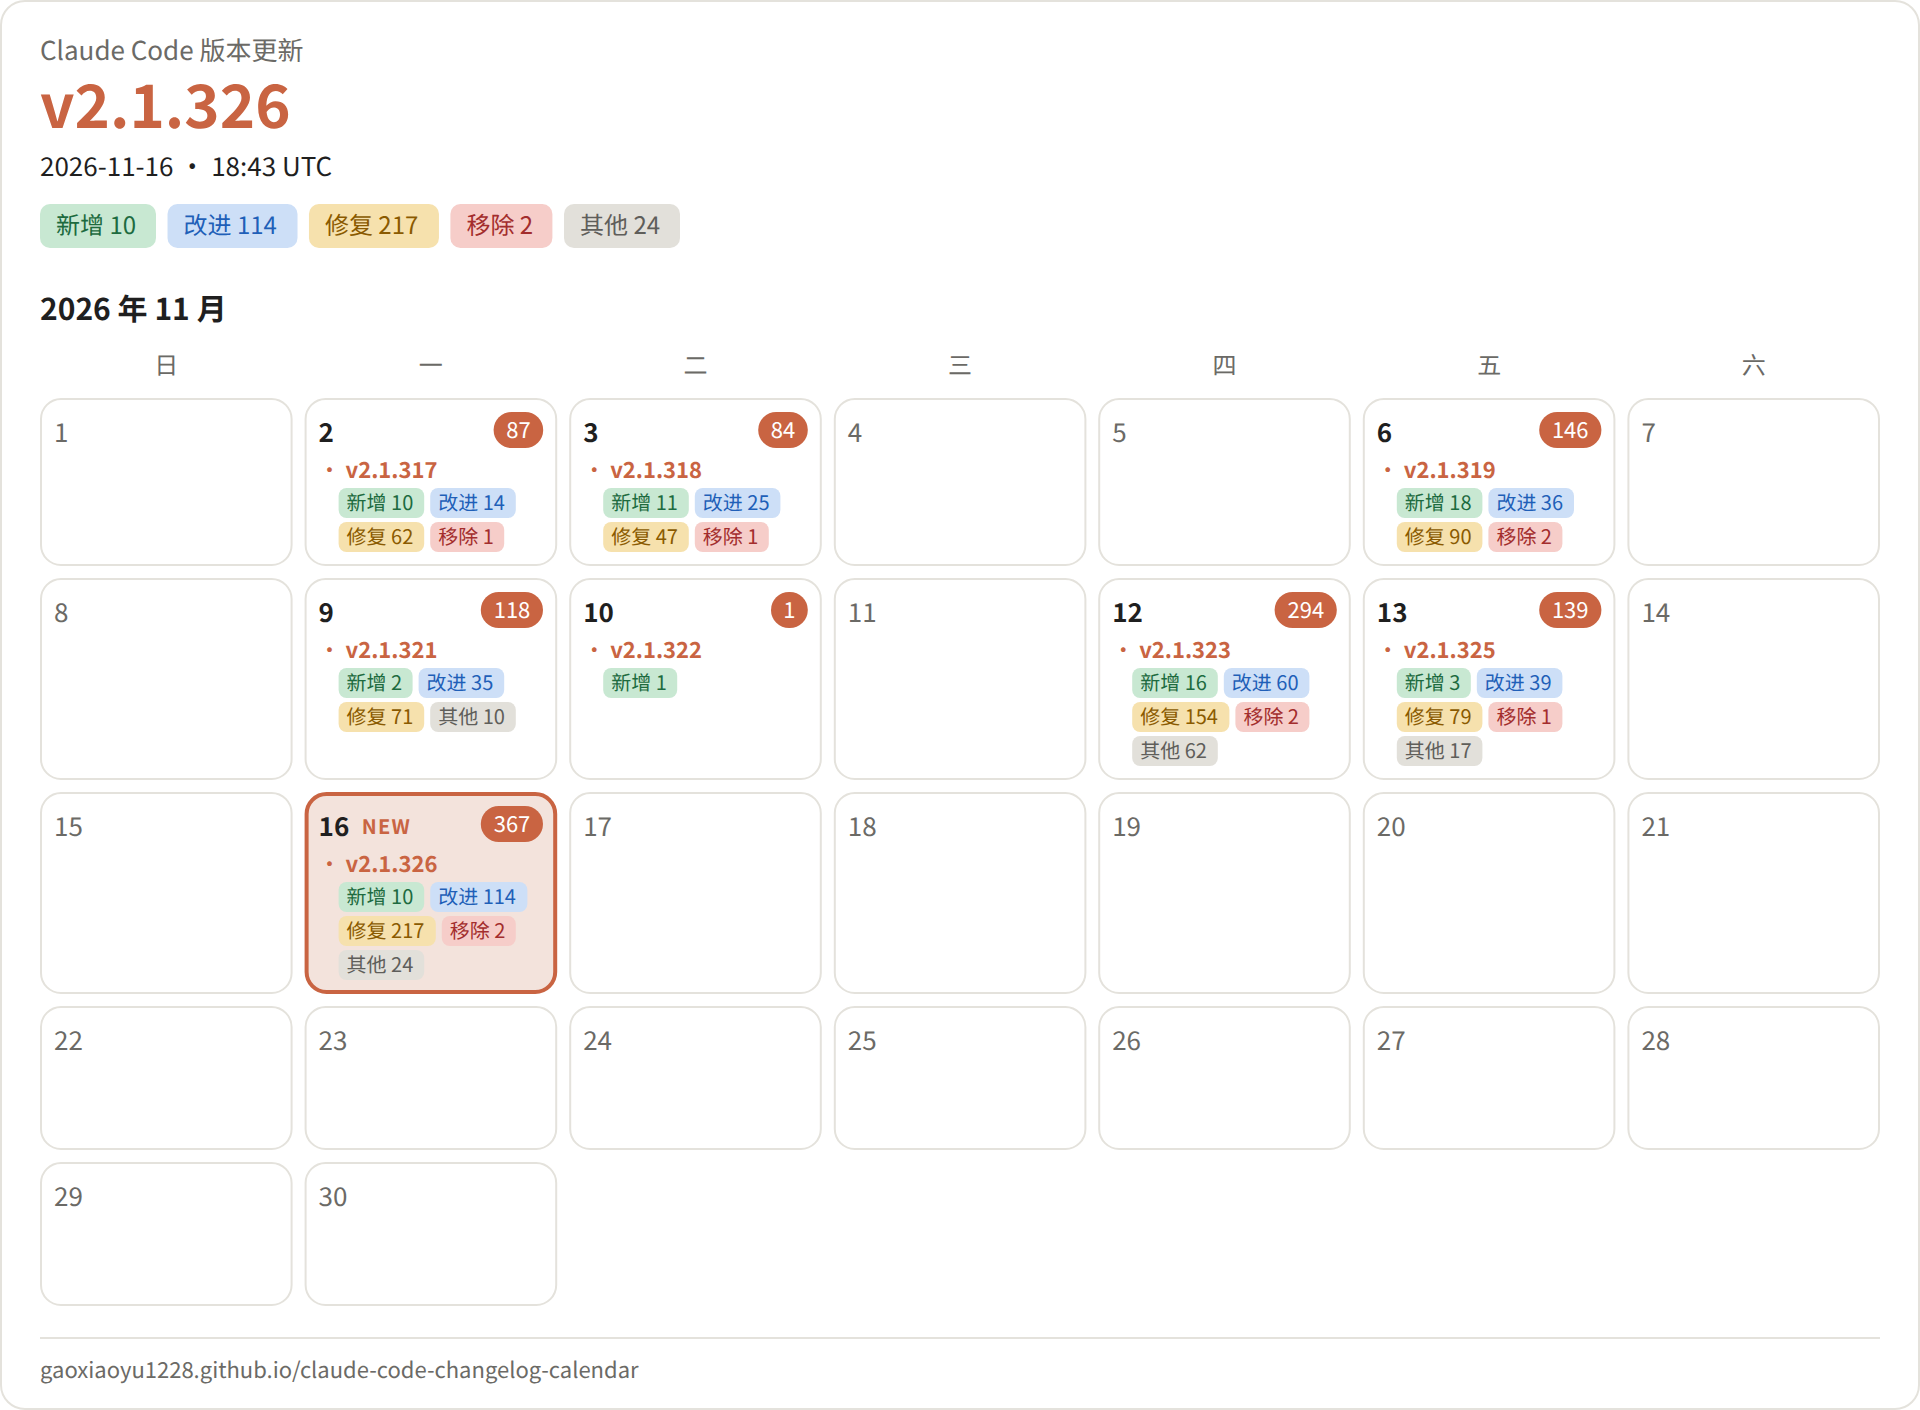 Claude Code 版本更新
v2.1.326
2026-11-16 • 18:43 UTC
新增 10 改进 114 修复 217 移除 2 其他 24
2026 年 11 月
日 一 二 三 四 五 六
1
2 87
• v2.1.317
新增 10 改进 14
修复 62 移除 1
3 84
• v2.1.318
新增 11 改进 25
修复 47 移除 1
4
5
6 146
• v2.1.319
新增 18 改进 36
修复 90 移除 2
7
8
9 118
• v2.1.321
新增 2 改进 35
修复 71 其他 10
10 1
• v2.1.322
新增 1
11
12 294
• v2.1.323
新增 16 改进 60
修复 154 移除 2
其他 62
13 139
• v2.1.325
新增 3 改进 39
修复 79 移除 1
其他 17
14
15
16 NEW 367
• v2.1.326
新增 10 改进 114
修复 217 移除 2
其他 24
17
18
19
20
21
22
23
24
25
26
27
28
29
30
gaoxiaoyu1228.github.io/claude-code-changelog-calendar